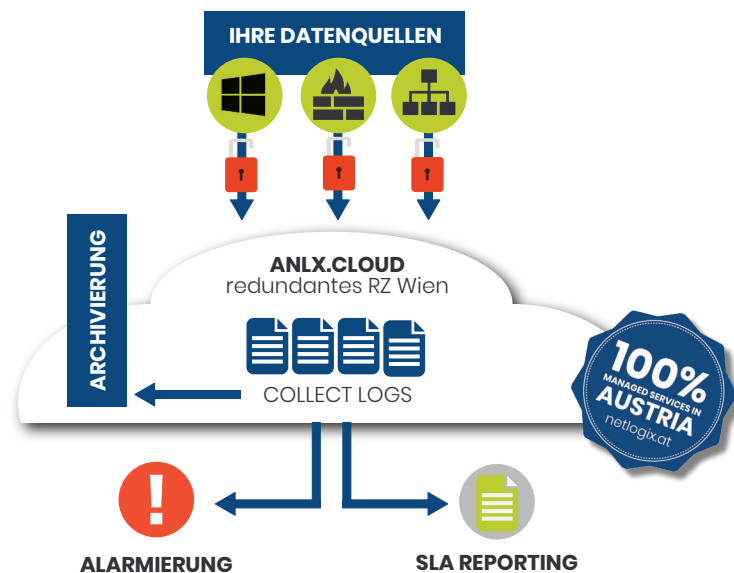 IHRE DATENQUELLEN
ARCHIVIERUNG
ANLX.CLOUD
redundantes RZ Wien
COLLECT LOGS
100%
MANAGED SERVICES IN
AUSTRIA
netlogix.at
ALARMIERUNG
SLA REPORTING